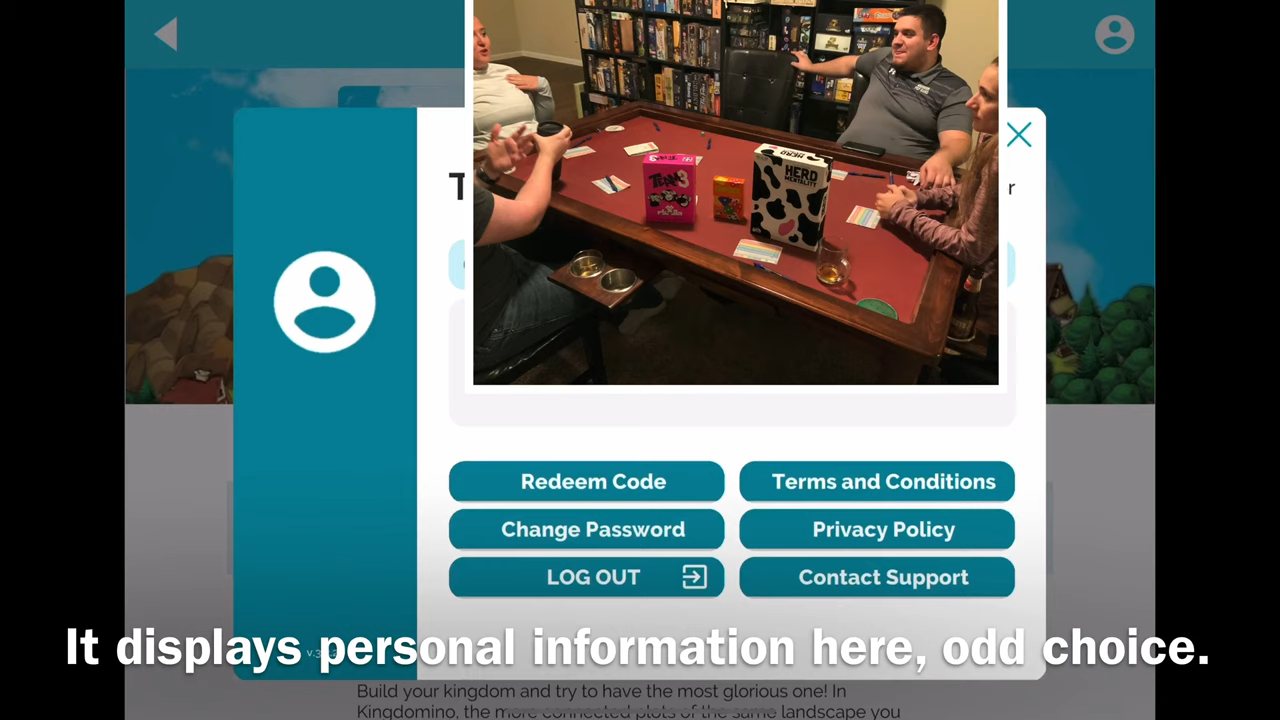 T
r
TEAM3
HERD
MENTALITY
Redeem Code
Terms and Conditions
Change Password
Privacy Policy
LOG OUT
Contact Support
It displays personal information here, odd choice.
Build your kingdom and try to have the most glorious one! In
Kingdomino, the more connected plots of the same landscape you